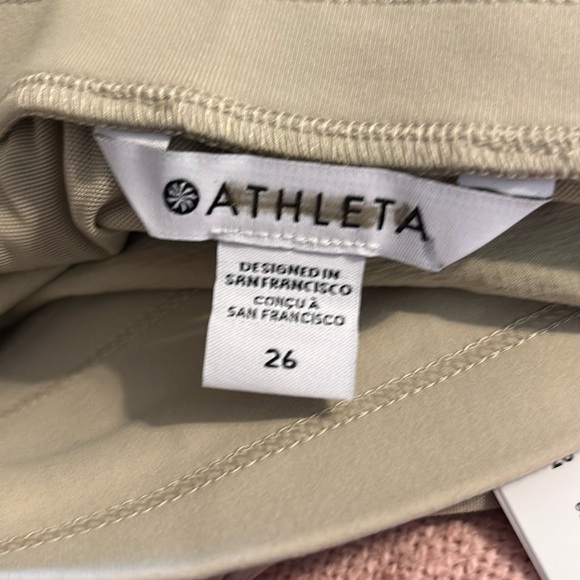 ATHLETA
DESIGNED IN
SAN FRANCISCO
CONÇU À
SAN FRANCISCO
26